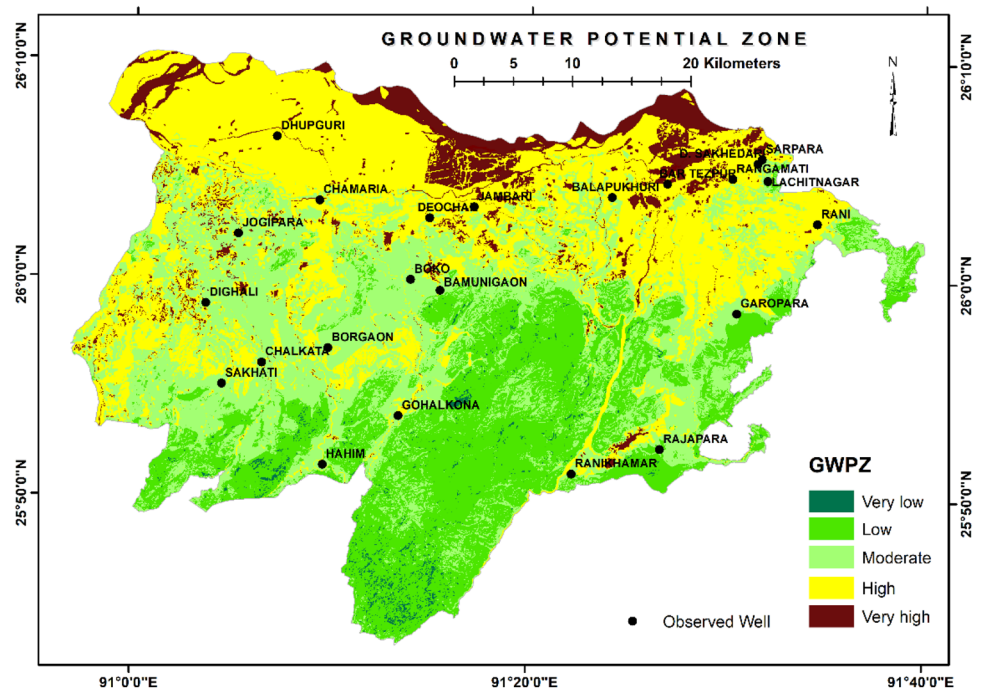 GROUNDWATER POTENTIAL ZONE
0 5 10 20 Kilometers
N
26°10'0"N
26°10'0"N
DHUPGURI
D. SAKHEDARI
SARPARA
DAR TEZPUR
RANGAMATI
LACHITNAGAR
CHAMARIA
BALAPUKHURI
JAMBARI
DEOCHAR
RANI
JOGIPARA
26°0'0"N
26°0'0"N
BOKO
BAMUNIGAON
DIGHALI
GAROPARA
BORGAON
CHALKATA
SAKHATI
GOHALKONA
RAJAPARA
HAHIM
RANIKHAMAR
25°50'0"N
25°50'0"N
GWPZ
Very low
Low
Moderate
High
Very high
Observed Well
91°0'0"E
91°20'0"E
91°40'0"E